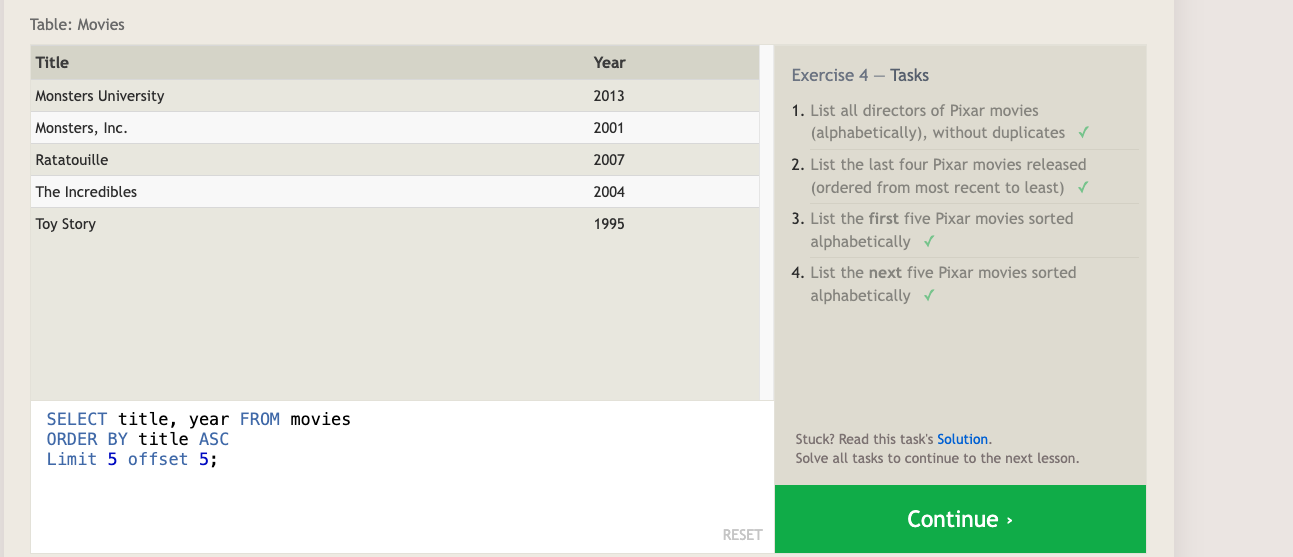 Table: Movies
Title Year
Monsters University 2013
Monsters, Inc. 2001
Ratatouille 2007
The Incredibles 2004
Toy Story 1995
SELECT title, year FROM movies
ORDER BY title ASC
Limit 5 offset 5;
RESET
Exercise 4 — Tasks
1. List all directors of Pixar movies
(alphabetically), without duplicates ✓
2. List the last four Pixar movies released
(ordered from most recent to least) ✓
3. List the first five Pixar movies sorted
alphabetically ✓
4. List the next five Pixar movies sorted
alphabetically ✓
Stuck? Read this task's Solution.
Solve all tasks to continue to the next lesson.
Continue ›